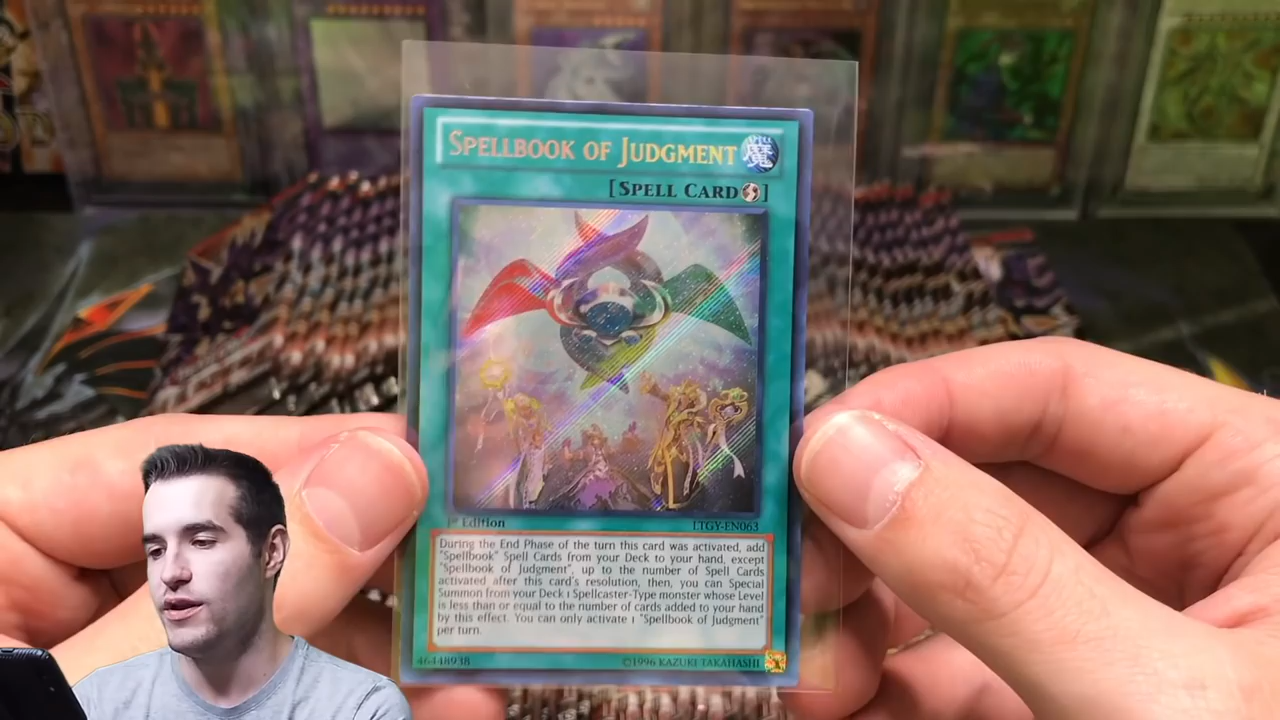 SPELLBOOK OF JUDGMENT 魔
[SPELL CARD]
1st Edition LTGY-EN063
During the End Phase of the turn this card was activated, add
"Spellbook" Spell Cards from your Deck to your hand, except
"Spellbook of Judgment", up to the number of Spell Cards
activated after this card's resolution, then, you can Special
Summon from your Deck 1 Spellcaster-Type monster whose Level
is less than or equal to the number of cards added to your hand
by this effect. You can only activate 1 "Spellbook of Judgment"
per turn.
46448938 ©1996 KAZUKI TAKAHASHI